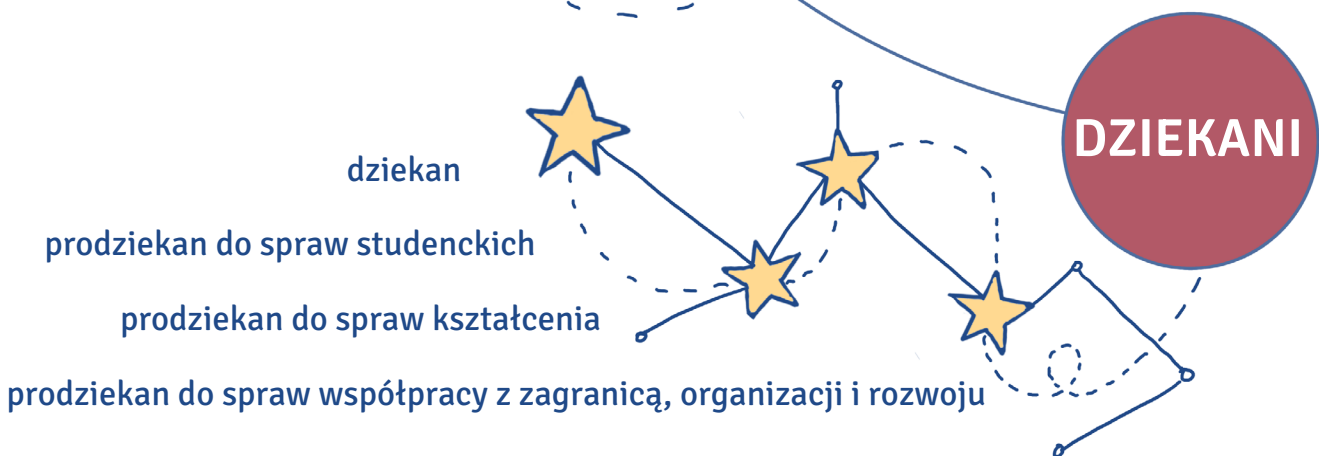 DZIEKANI
dziekan
prodziekan do spraw studenckich
prodziekan do spraw kształcenia
prodziekan do spraw współpracy z zagranicą, organizacji i rozwoju